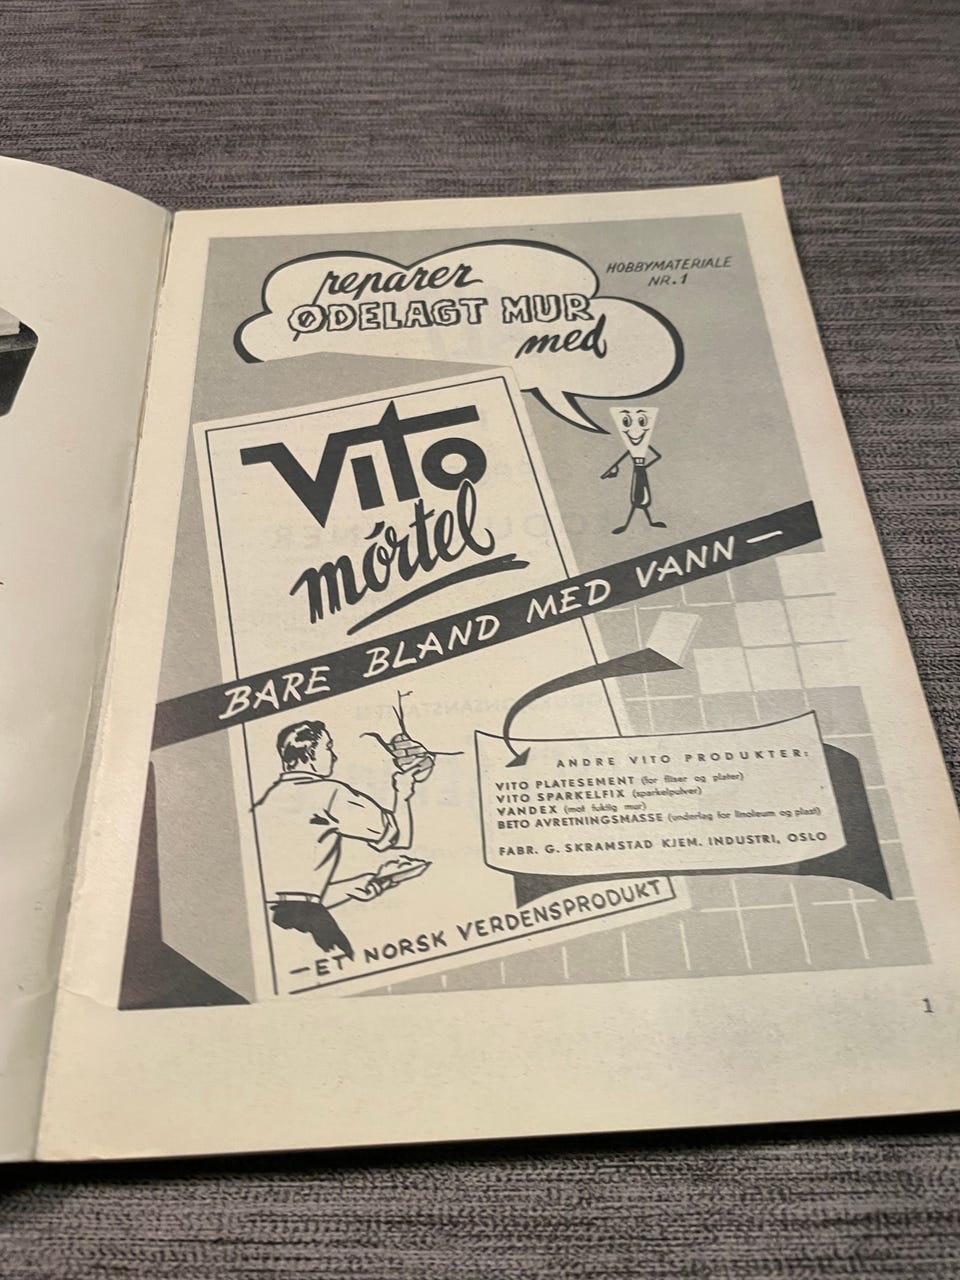 reparer
ØDELAGT MUR
med
HOBBYMATERIALE
NR. 1
Vito
mörtel
BARE BLAND MED VANN —
ANDRE VITO PRODUKTER:
VITO PLATESEMENT (for fliser og plater)
VITO SPARKELFIX (sparkelpulver)
VANDEX (mot fuktig mur)
BETO AVRETNINGSMASSE (underlag for linoleum og plast)
FABR. G. SKRAMSTAD KJEM. INDUSTRI, OSLO
— ET NORSK VERDENSPRODUKT
1